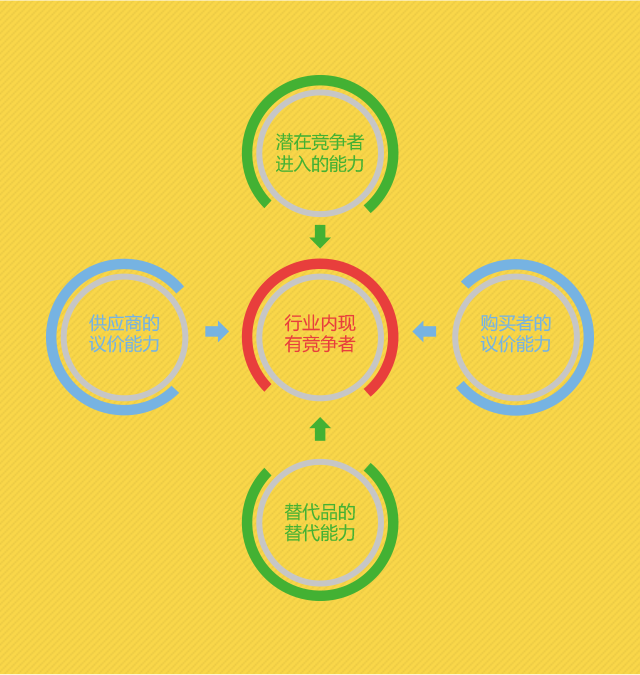 潜在竞争者
进入的能力
供应商的
议价能力
行业内现
有竞争者
购买者的
议价能力
替代品的
替代能力